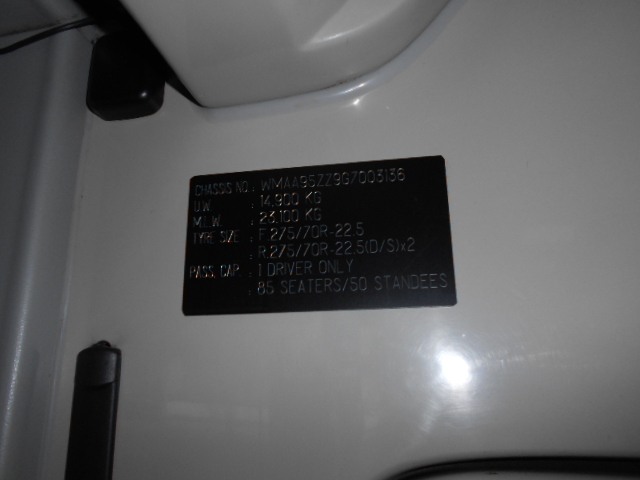 CHASSIS NO. : WMAA95ZZ9G7003136
U.W. : 14,900 KG
M.L.W. : 23,100 KG
TYRE SIZE : F.275/70R-22.5
: R.275/70R-22.5(D/S)x2
PASS. CAP. : 1 DRIVER ONLY
: 85 SEATERS/50 STANDEES